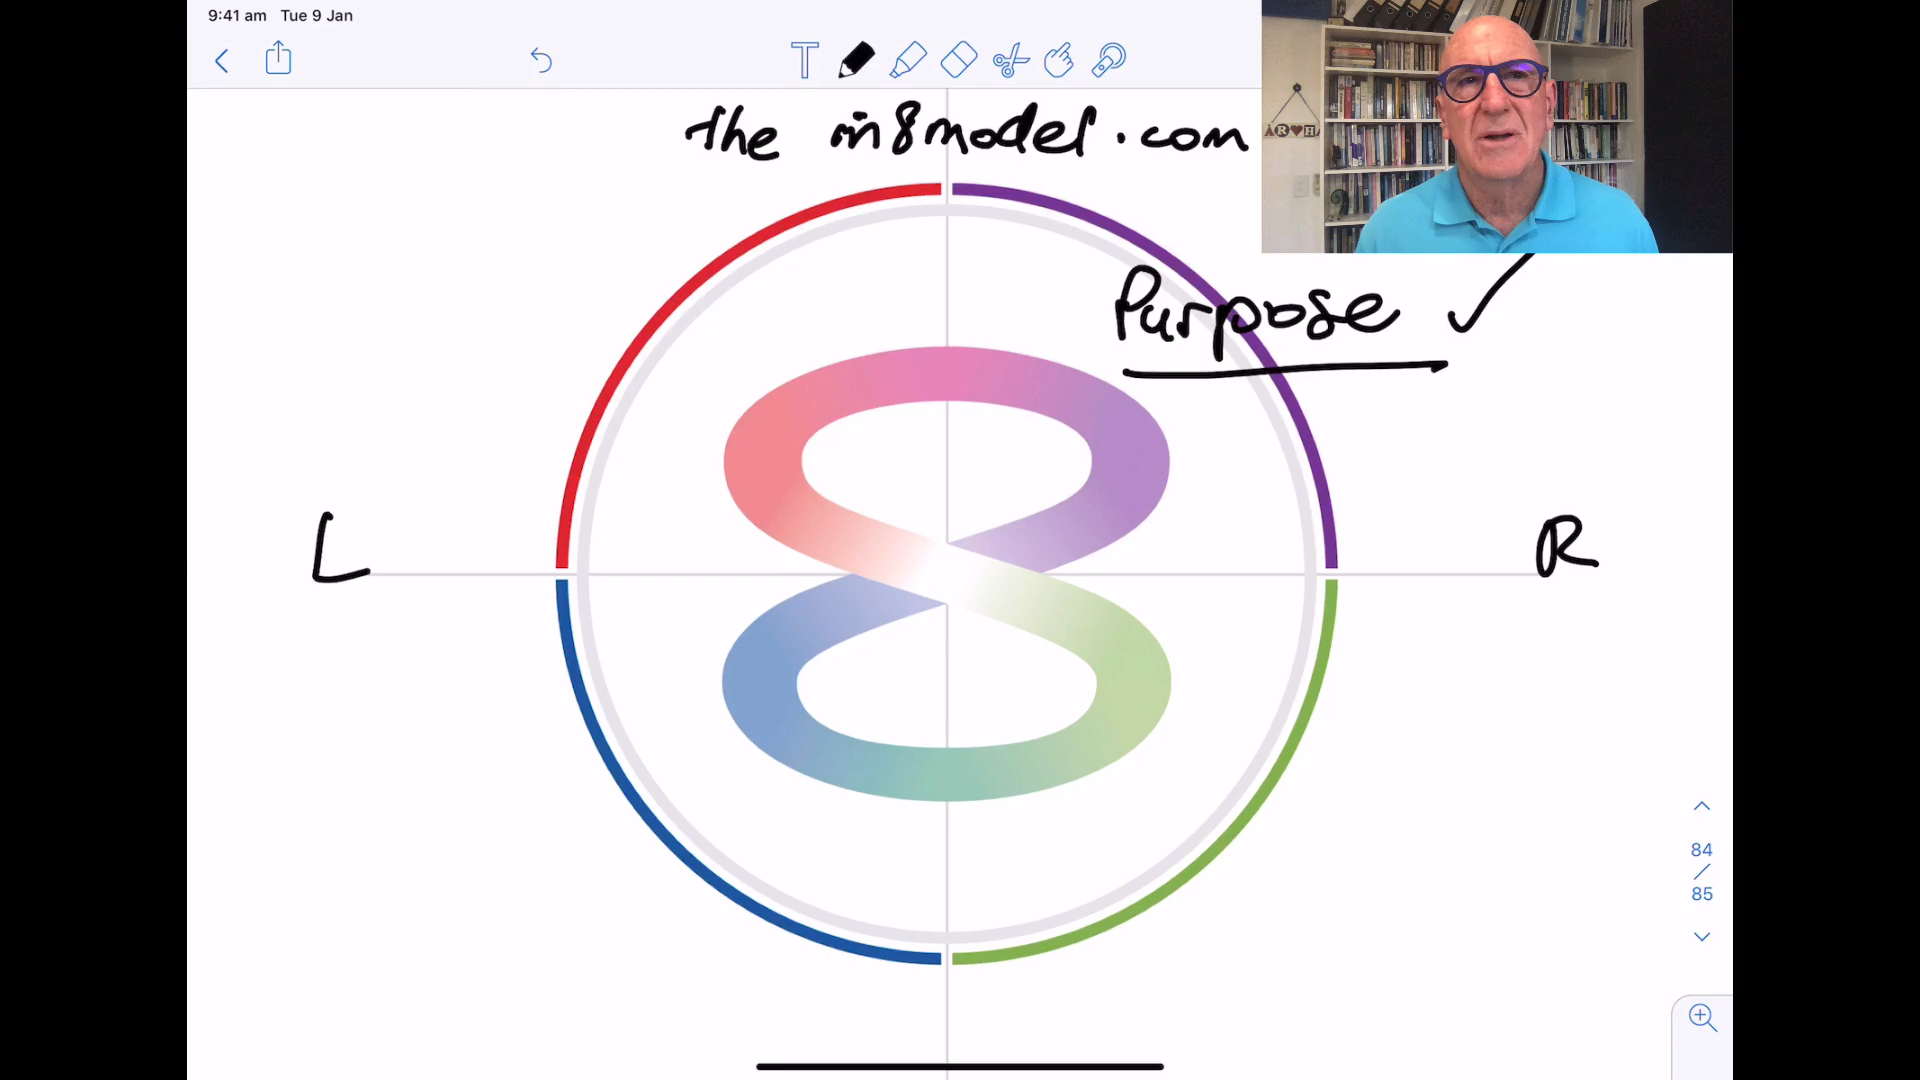 9:41 am Tue 9 Jan
T
the in8model.com
A R ♥ H
Purpose ✓
L
R
84
/
85